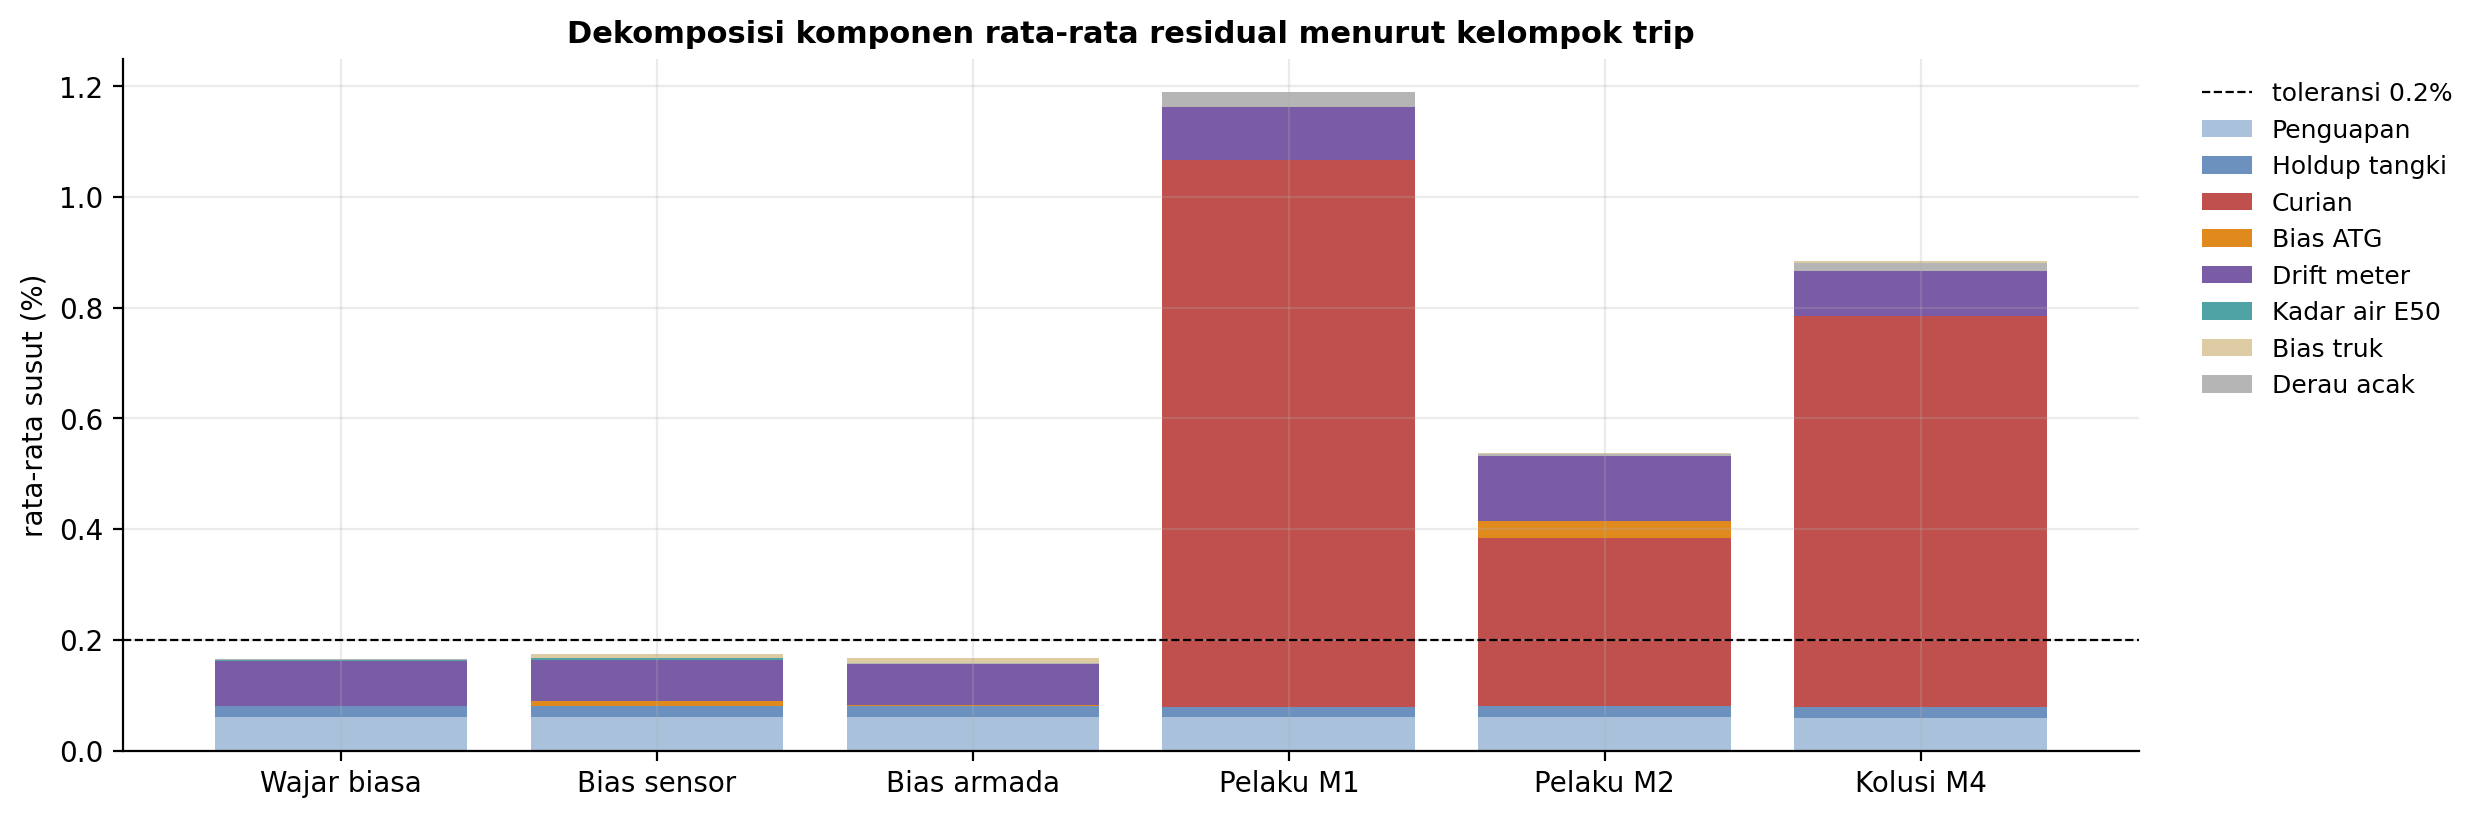 Dekomposisi komponen rata-rata residual menurut kelompok trip
rata-rata susut (%)
1.2
1.0
0.8
0.6
0.4
0.2
0.0
Wajar biasa
Bias sensor
Bias armada
Pelaku M1
Pelaku M2
Kolusi M4
toleransi 0.2%
Penguapan
Holdup tangki
Curian
Bias ATG
Drift meter
Kadar air E50
Bias truk
Derau acak